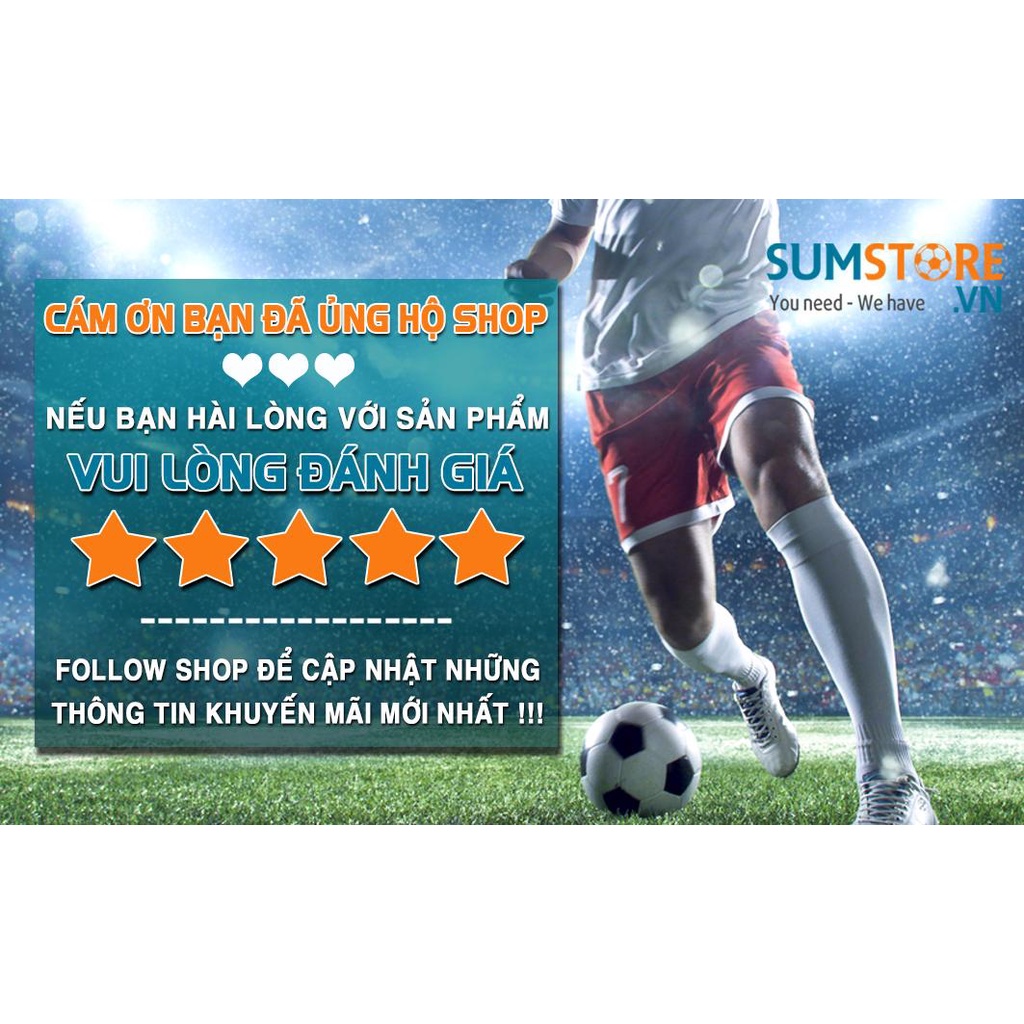 CÁM ƠN BẠN ĐÃ ỦNG HỘ SHOP
NẾU BẠN HÀI LÒNG VỚI SẢN PHẨM
VUI LÒNG ĐÁNH GIÁ
FOLLOW SHOP ĐỂ CẬP NHẬT NHỮNG
THÔNG TIN KHUYẾN MÃI MỚI NHẤT !!!
SUMSTORE
You need - We have .VN
7